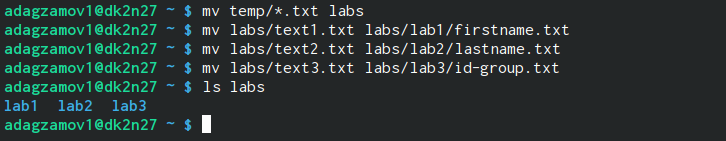 adagzamov1@dk2n27 ~ $ mv temp/*.txt labs
adagzamov1@dk2n27 ~ $ mv labs/text1.txt labs/lab1/firstname.txt
adagzamov1@dk2n27 ~ $ mv labs/text2.txt labs/lab2/lastname.txt
adagzamov1@dk2n27 ~ $ mv labs/text3.txt labs/lab3/id-group.txt
adagzamov1@dk2n27 ~ $ ls labs
lab1  lab2  lab3
adagzamov1@dk2n27 ~ $